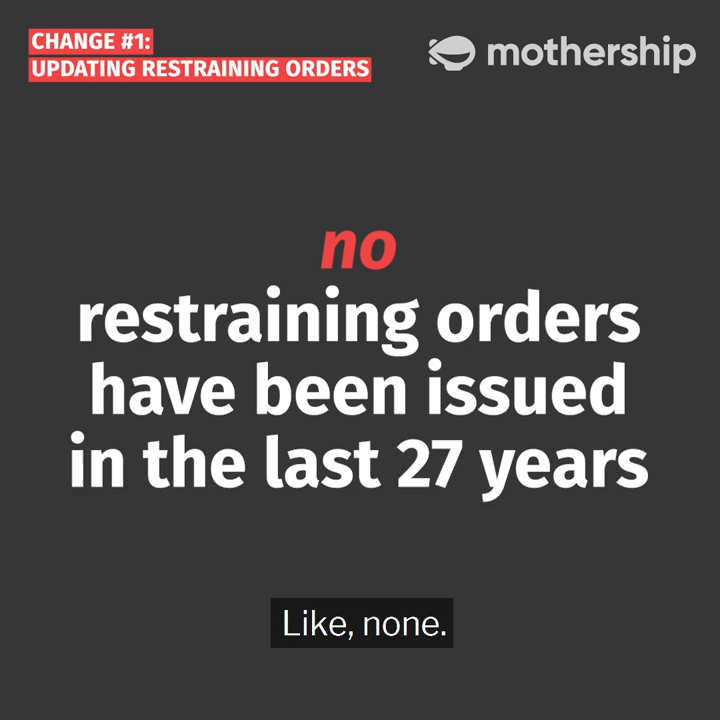 CHANGE #1:
UPDATING RESTRAINING ORDERS
mothership
no
restraining orders
have been issued
in the last 27 years
Like, none.